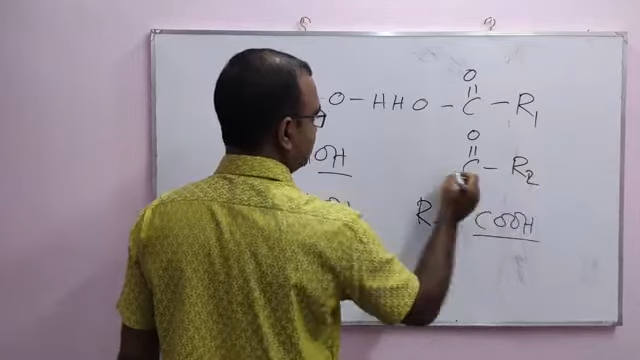 O
O – H H O – C – R1
O
OH C – R2
R COOH